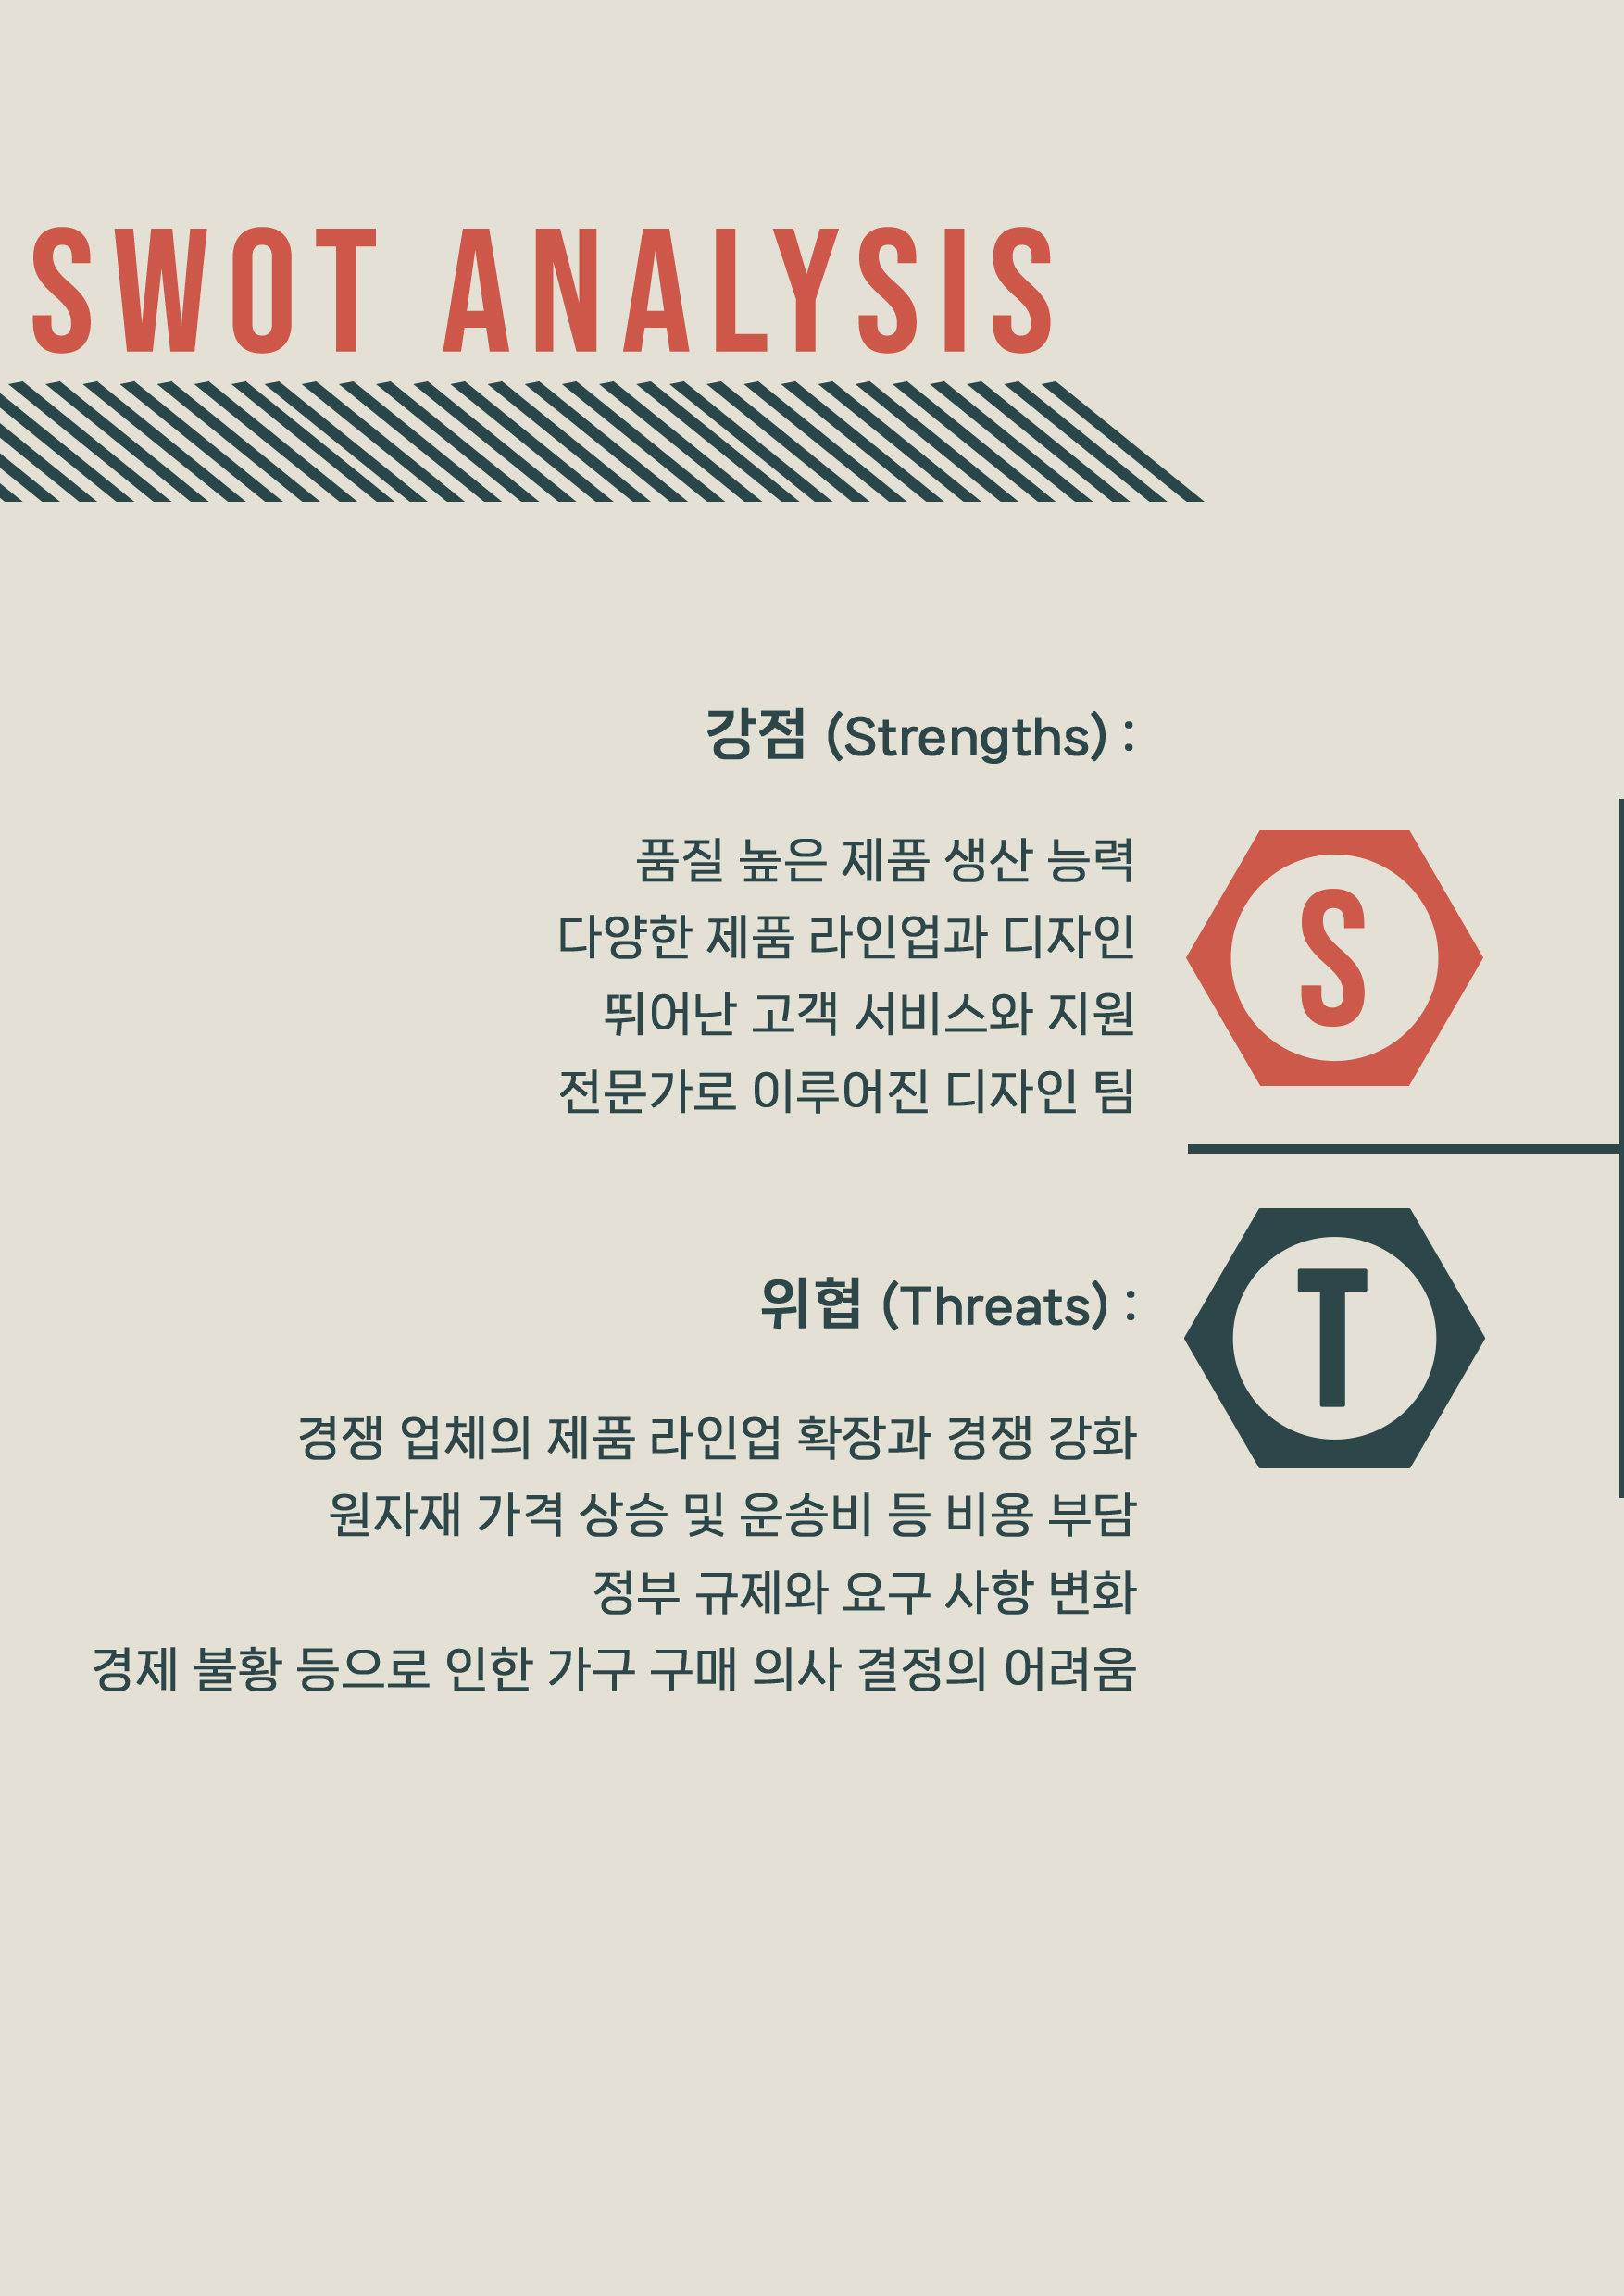 SWOT ANALYSIS
강점 (Strengths) :
품질 높은 제품 생산 능력
다양한 제품 라인업과 디자인
뛰어난 고객 서비스와 지원
전문가로 이루어진 디자인 팀
S
위협 (Threats) :
T
경쟁 업체의 제품 라인업 확장과 경쟁 강화
원자재 가격 상승 및 운송비 등 비용 부담
정부 규제와 요구 사항 변화
경제 불황 등으로 인한 가구 구매 의사 결정의 어려움